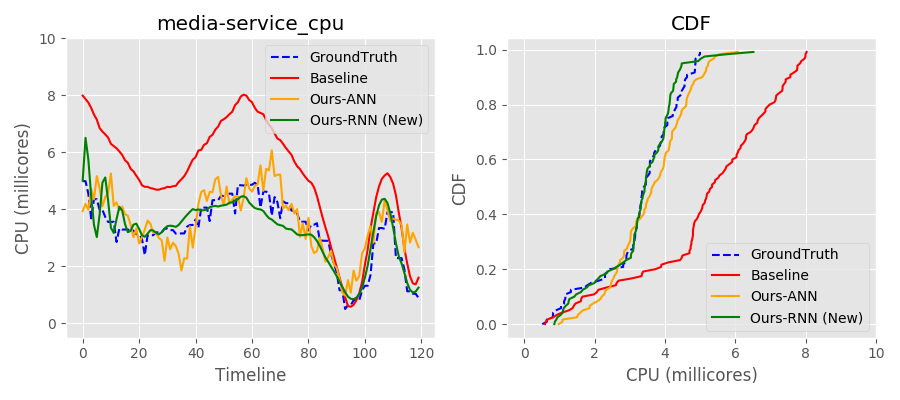 media-service_cpu
10
8
6
4
2
0
CPU (millicores)
0 20 40 60 80 100 120
Timeline
GroundTruth
Baseline
Ours-ANN
Ours-RNN (New)
CDF
1.0
0.8
0.6
0.4
0.2
0.0
CDF
0 2 4 6 8 10
CPU (millicores)
GroundTruth
Baseline
Ours-ANN
Ours-RNN (New)